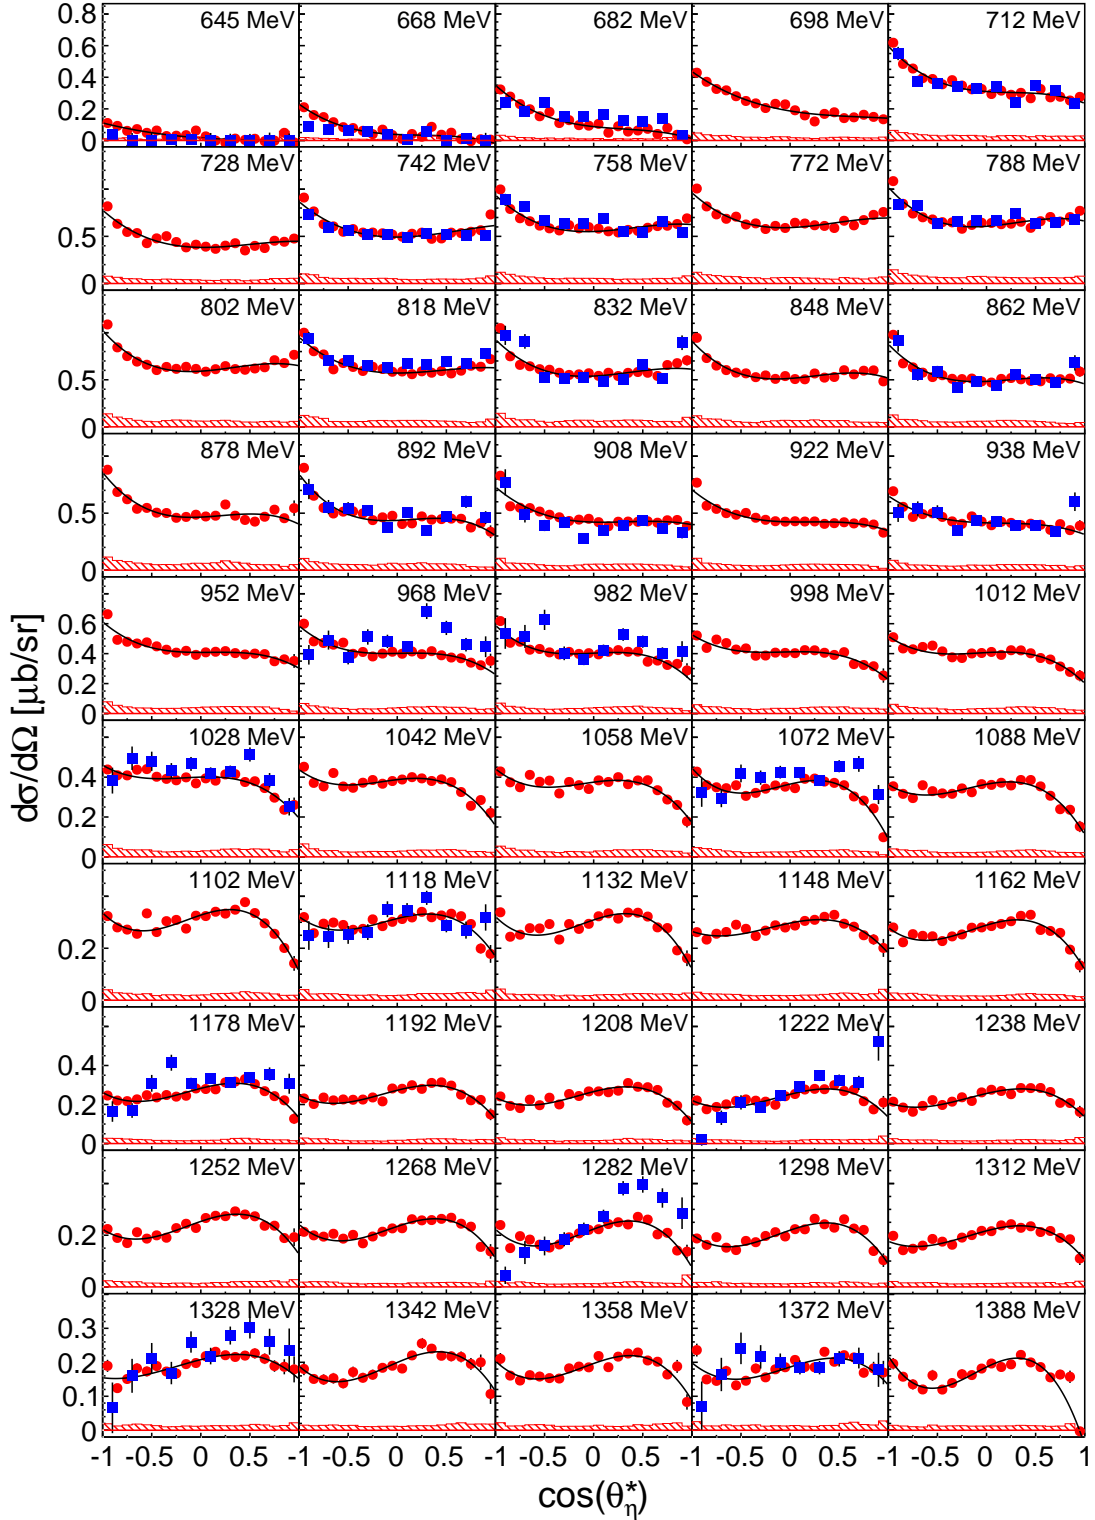 645 MeV 668 MeV 682 MeV 698 MeV 712 MeV
0.8
0.6
0.4
0.2
0
728 MeV 742 MeV 758 MeV 772 MeV 788 MeV
0.5
0
802 MeV 818 MeV 832 MeV 848 MeV 862 MeV
0.5
0
878 MeV 892 MeV 908 MeV 922 MeV 938 MeV
0.5
0
952 MeV 968 MeV 982 MeV 998 MeV 1012 MeV
0.6
0.4
0.2
0
1028 MeV 1042 MeV 1058 MeV 1072 MeV 1088 MeV
0.4
0.2
0
1102 MeV 1118 MeV 1132 MeV 1148 MeV 1162 MeV
0.2
0
1178 MeV 1192 MeV 1208 MeV 1222 MeV 1238 MeV
0.4
0.2
0
1252 MeV 1268 MeV 1282 MeV 1298 MeV 1312 MeV
0.2
0
1328 MeV 1342 MeV 1358 MeV 1372 MeV 1388 MeV
0.3
0.2
0.1
0
-1 -0.5 0 0.5 -1 -0.5 0 0.5 -1 -0.5 0 0.5 -1 -0.5 0 0.5 -1 -0.5 0 0.5 1
cos(θ*η)
dσ/dΩ [μb/sr]